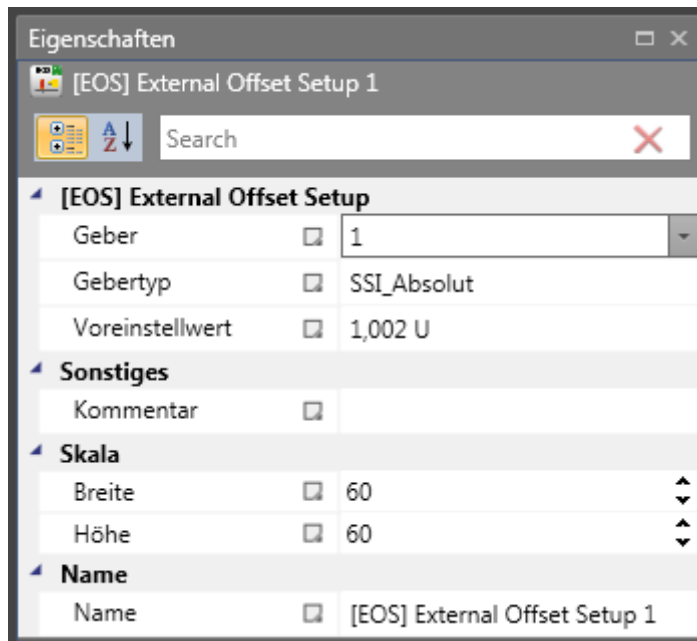 Eigenschaften
[EOS] External Offset Setup 1
A
Z
Search
[EOS] External Offset Setup
Geber 1
Gebertyp SSI_Absolut
Voreinstellwert 1,002 U
Sonstiges
Kommentar
Skala
Breite 60
Höhe 60
Name
Name [EOS] External Offset Setup 1